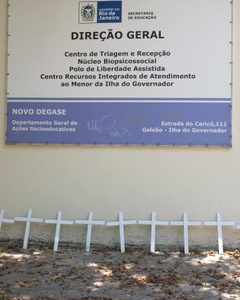 GOVERNO DO
Rio de Janeiro
SECRETARIA
DE EDUCAÇÃO
DIREÇÃO GERAL
Centro de Triagem e Recepção
Núcleo Biopsicossocial
Polo de Liberdade Assistida
Centro Recursos Integrados de Atendimento
ao Menor da Ilha do Governador
NOVO DEGASE
Departamento Geral de
Ações Socioeducativas
Estrada do Caricó,111
Galeão - Ilha do Governador